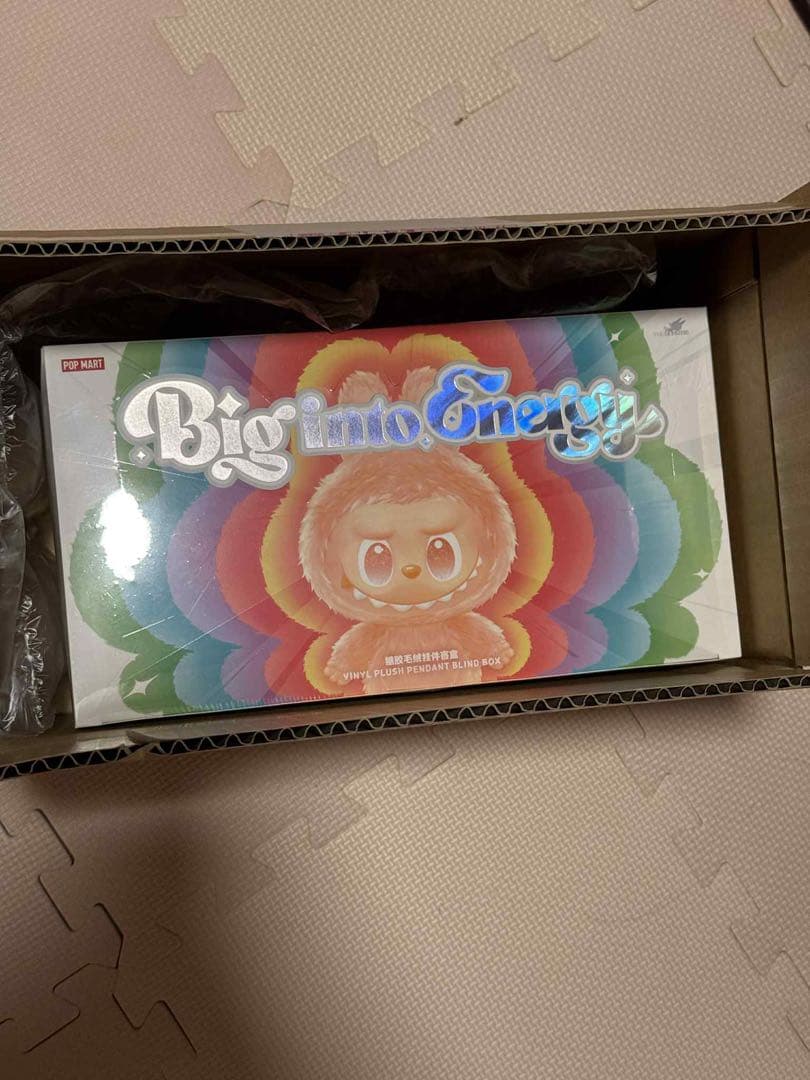 POP MART
Big into Energy
搪胶毛绒挂件盲盒
VINYL PLUSH PENDANT BLIND BOX